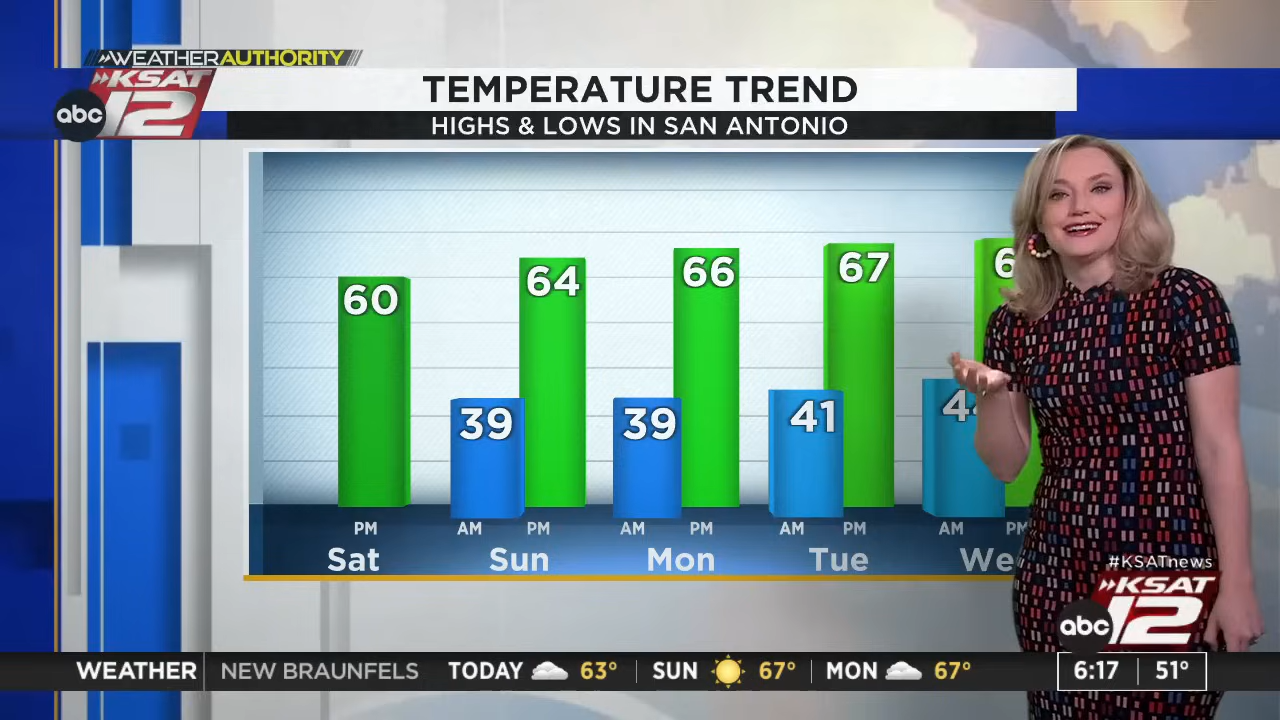 WEATHERAUTHORITY
KSAT
abc 12
TEMPERATURE TREND
HIGHS & LOWS IN SAN ANTONIO
60 64 66 67
39 39 41
PM AM PM AM PM AM PM AM PM
Sat Sun Mon Tue
#KSATnews
KSAT
abc 12
WEATHER NEW BRAUNFELS TODAY 63° SUN 67° MON 67° 6:17 51°